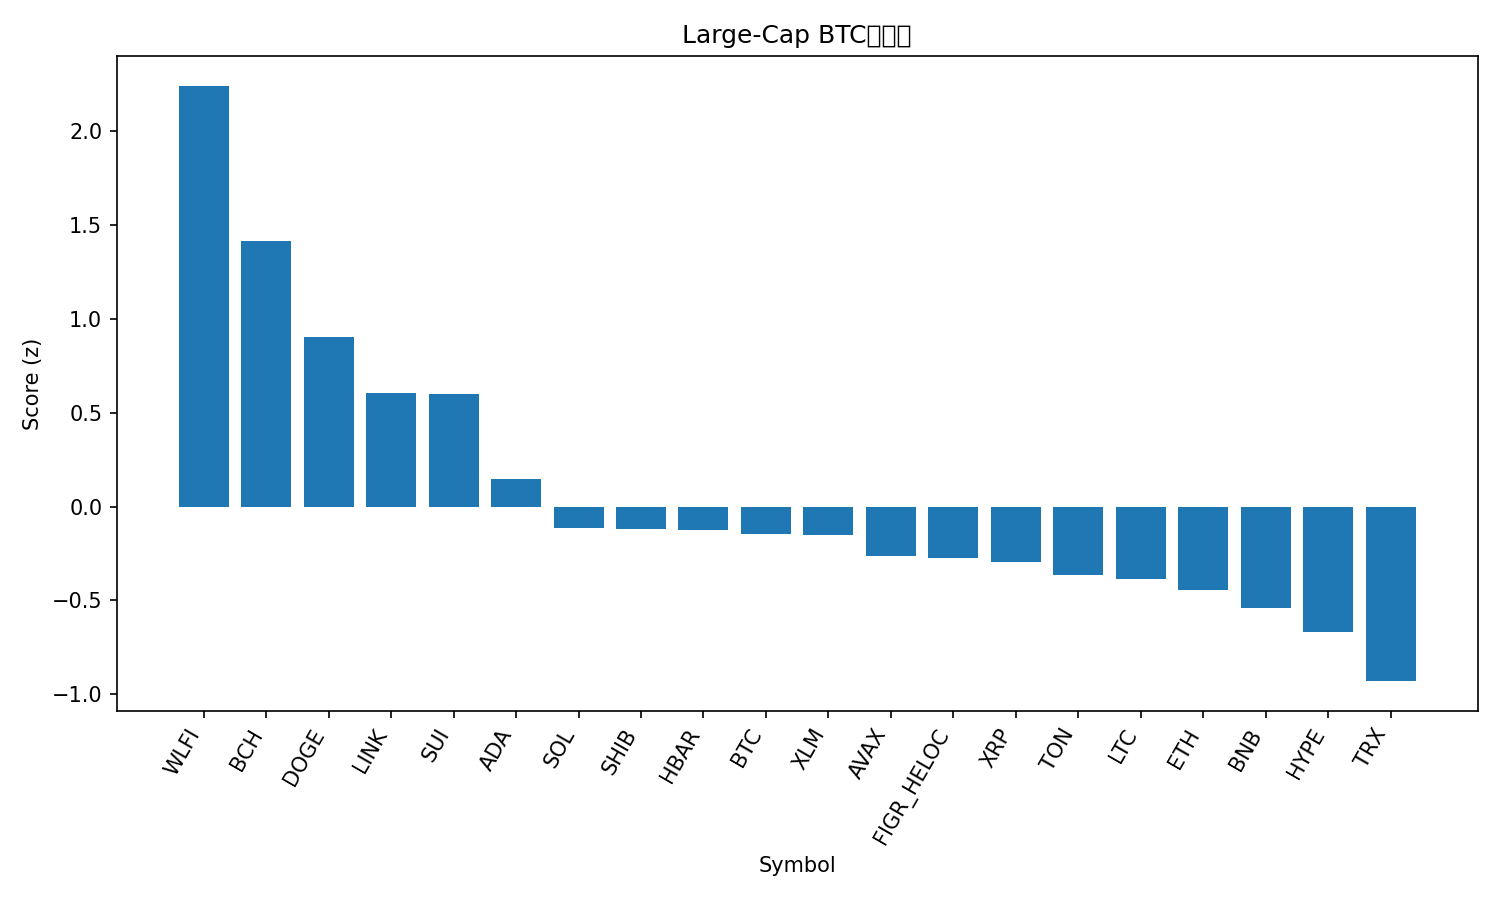 Large-Cap BTC
Score (z)
2.0
1.5
1.0
0.5
0.0
−0.5
−1.0
WLFI
BCH
DOGE
LINK
SUI
ADA
SOL
SHIB
HBAR
BTC
XLM
AVAX
FIGR_HELOC
XRP
TON
LTC
ETH
BNB
HYPE
TRX
Symbol